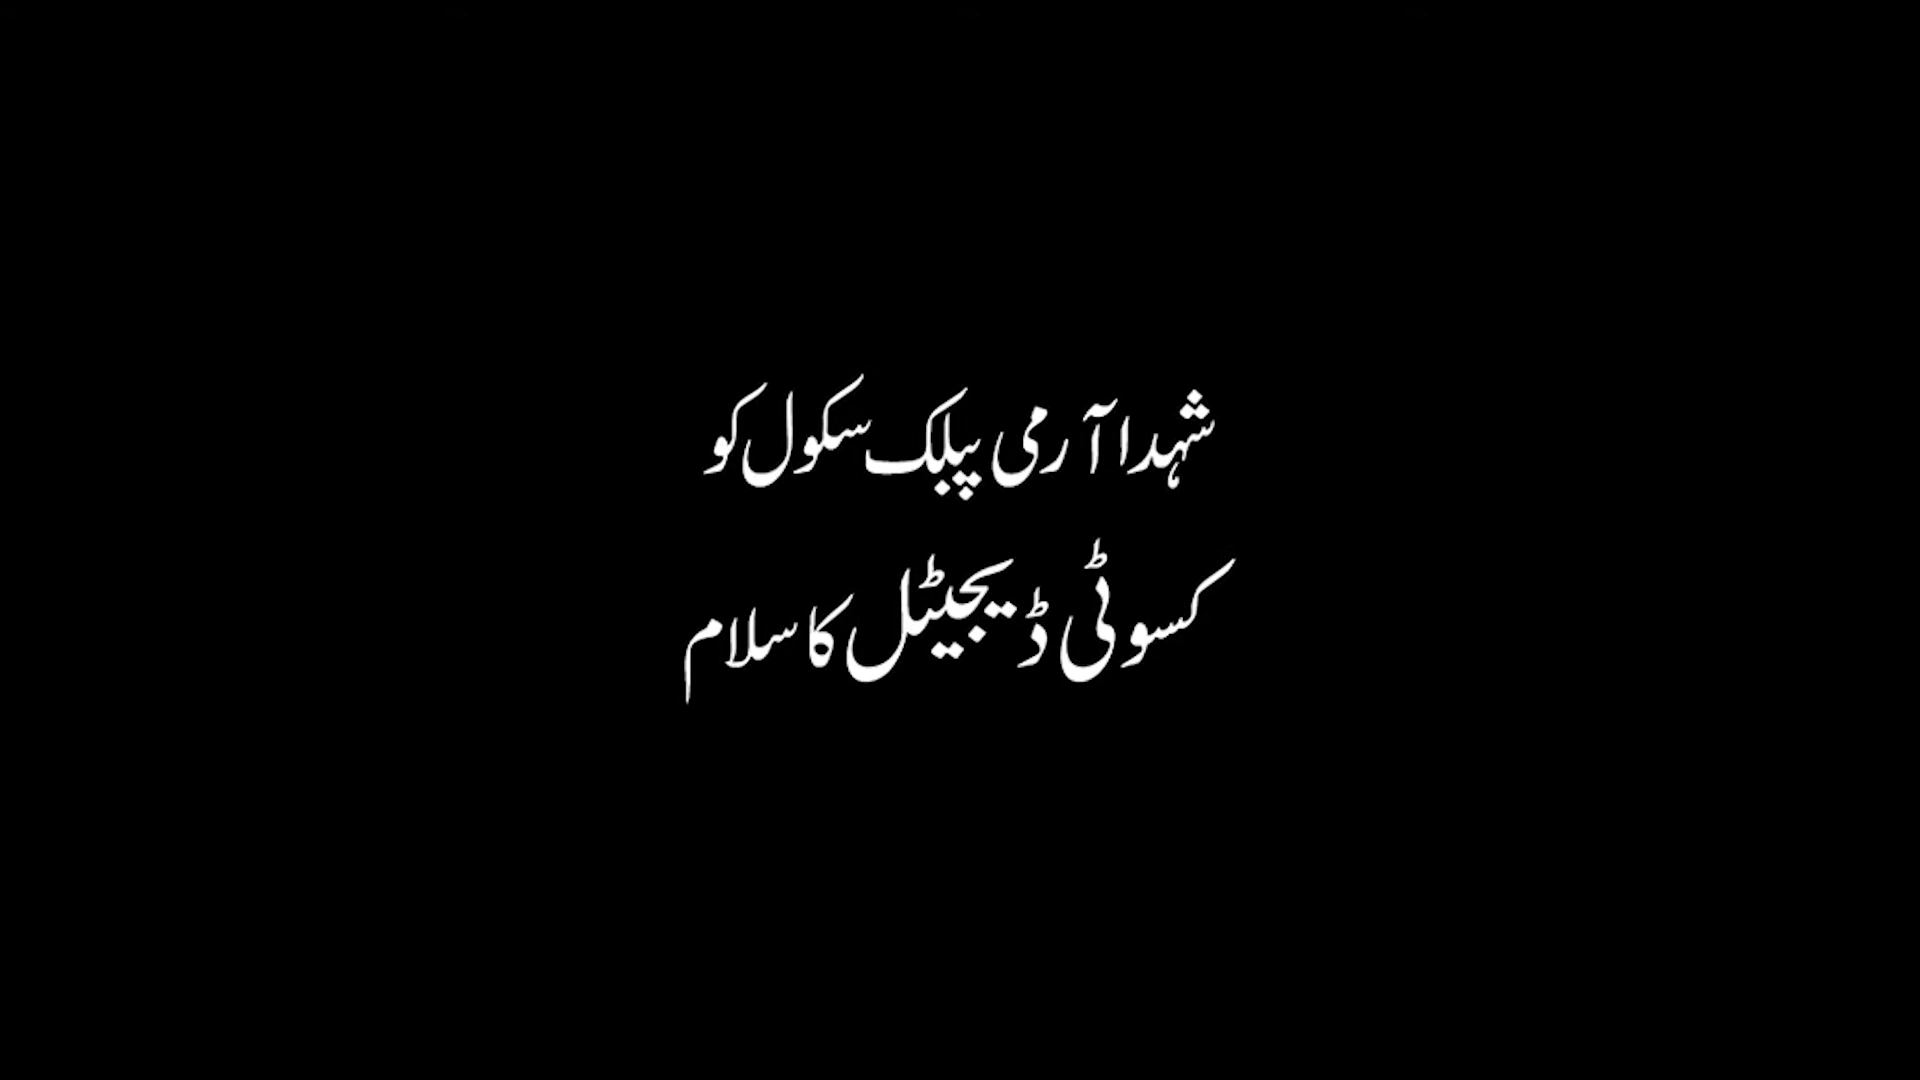 شہدا آرمی پبلک سکول کو
کسوٹی ڈیجیٹل کا سلام